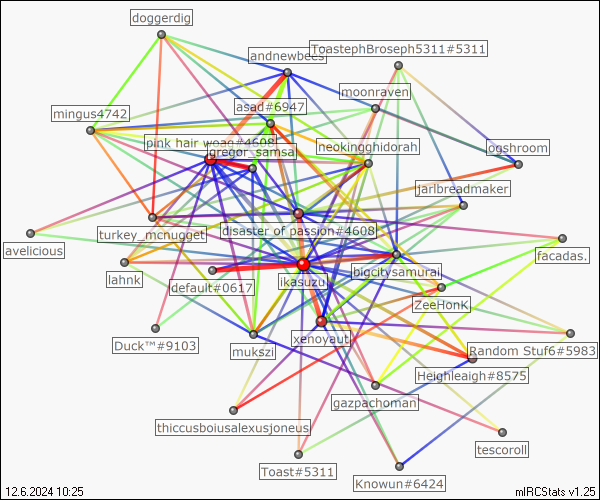 doggerdig
andnewbees
ToastephBroseph5311#5311
moonraven
asad#6947
mingus4742
pink hair woag#4608
neokingghidorah
ogshroom
gregor_samsa
jarlbreadmaker
turkey_mcnugget
disaster of passion#4608
avelicious
facadas.
lahnk
!default#0617
ikasuzu
bigcitysamurai
ZeeHonK
Duck™#9103
mukszi
xenoyaut
Random Stuf6#5983
Heighleaigh#8575
gazpachoman
thiccusboiusalexusjoneus
tescoroll
Toast#5311
Knowun#6424
12.6.2024 10:25
mIRCStats v1.25